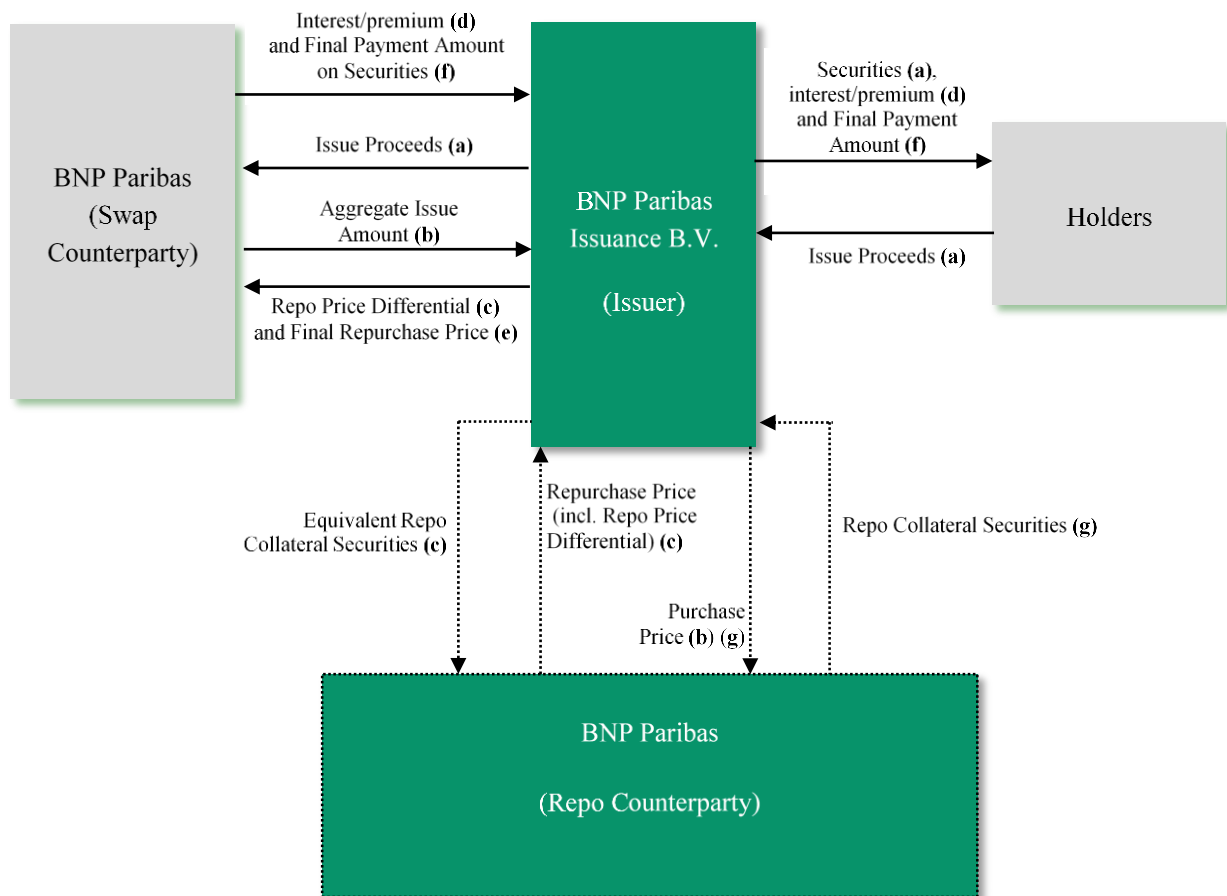 Interest/premium (d)
and Final Payment Amount
on Securities (f)
Issue Proceeds (a)
Aggregate Issue
Amount (b)
Repo Price Differential (c)
and Final Repurchase Price (e)
BNP Paribas
(Swap
Counterparty)
BNP Paribas
Issuance B.V.
(Issuer)
Securities (a),
interest/premium (d)
and Final Payment
Amount (f)
Issue Proceeds (a)
Holders
Equivalent Repo
Collateral Securities (c)
Repurchase Price
(incl. Repo Price
Differential) (c)
Purchase
Price (b) (g)
Repo Collateral Securities (g)
BNP Paribas
(Repo Counterparty)